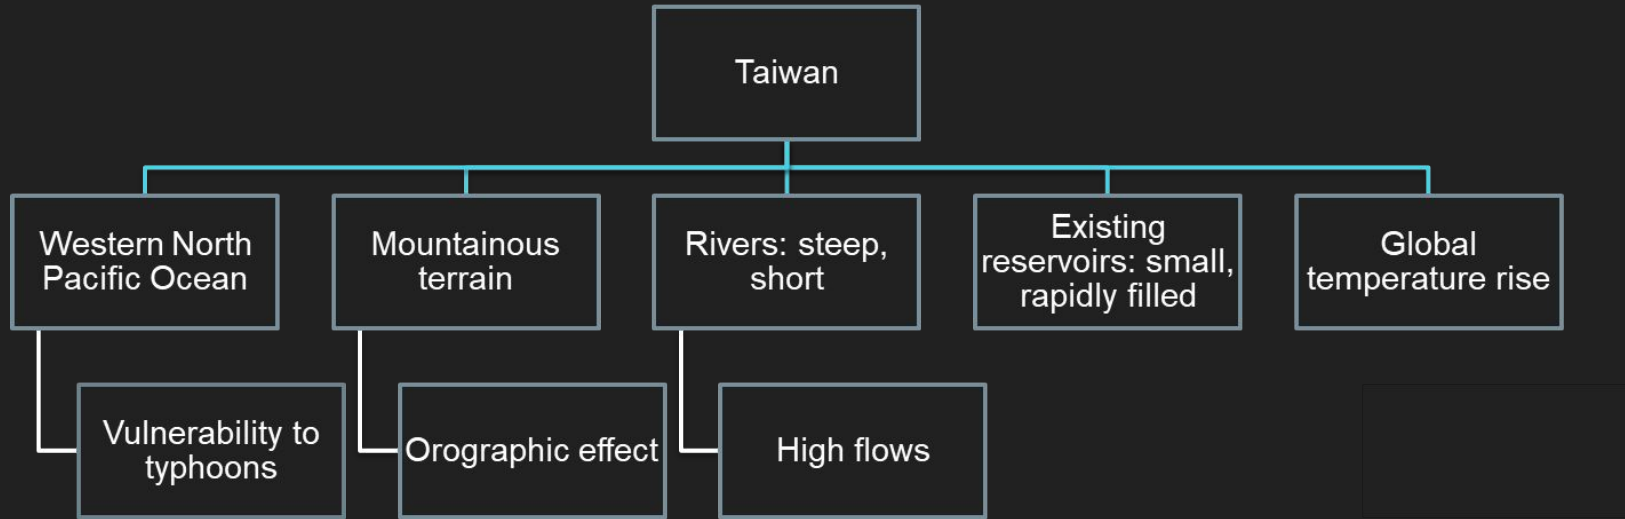 Taiwan
Western North
Pacific Ocean
Mountainous
terrain
Rivers: steep,
short
Existing
reservoirs: small,
rapidly filled
Global
temperature rise
Vulnerability to
typhoons
Orographic effect
High flows